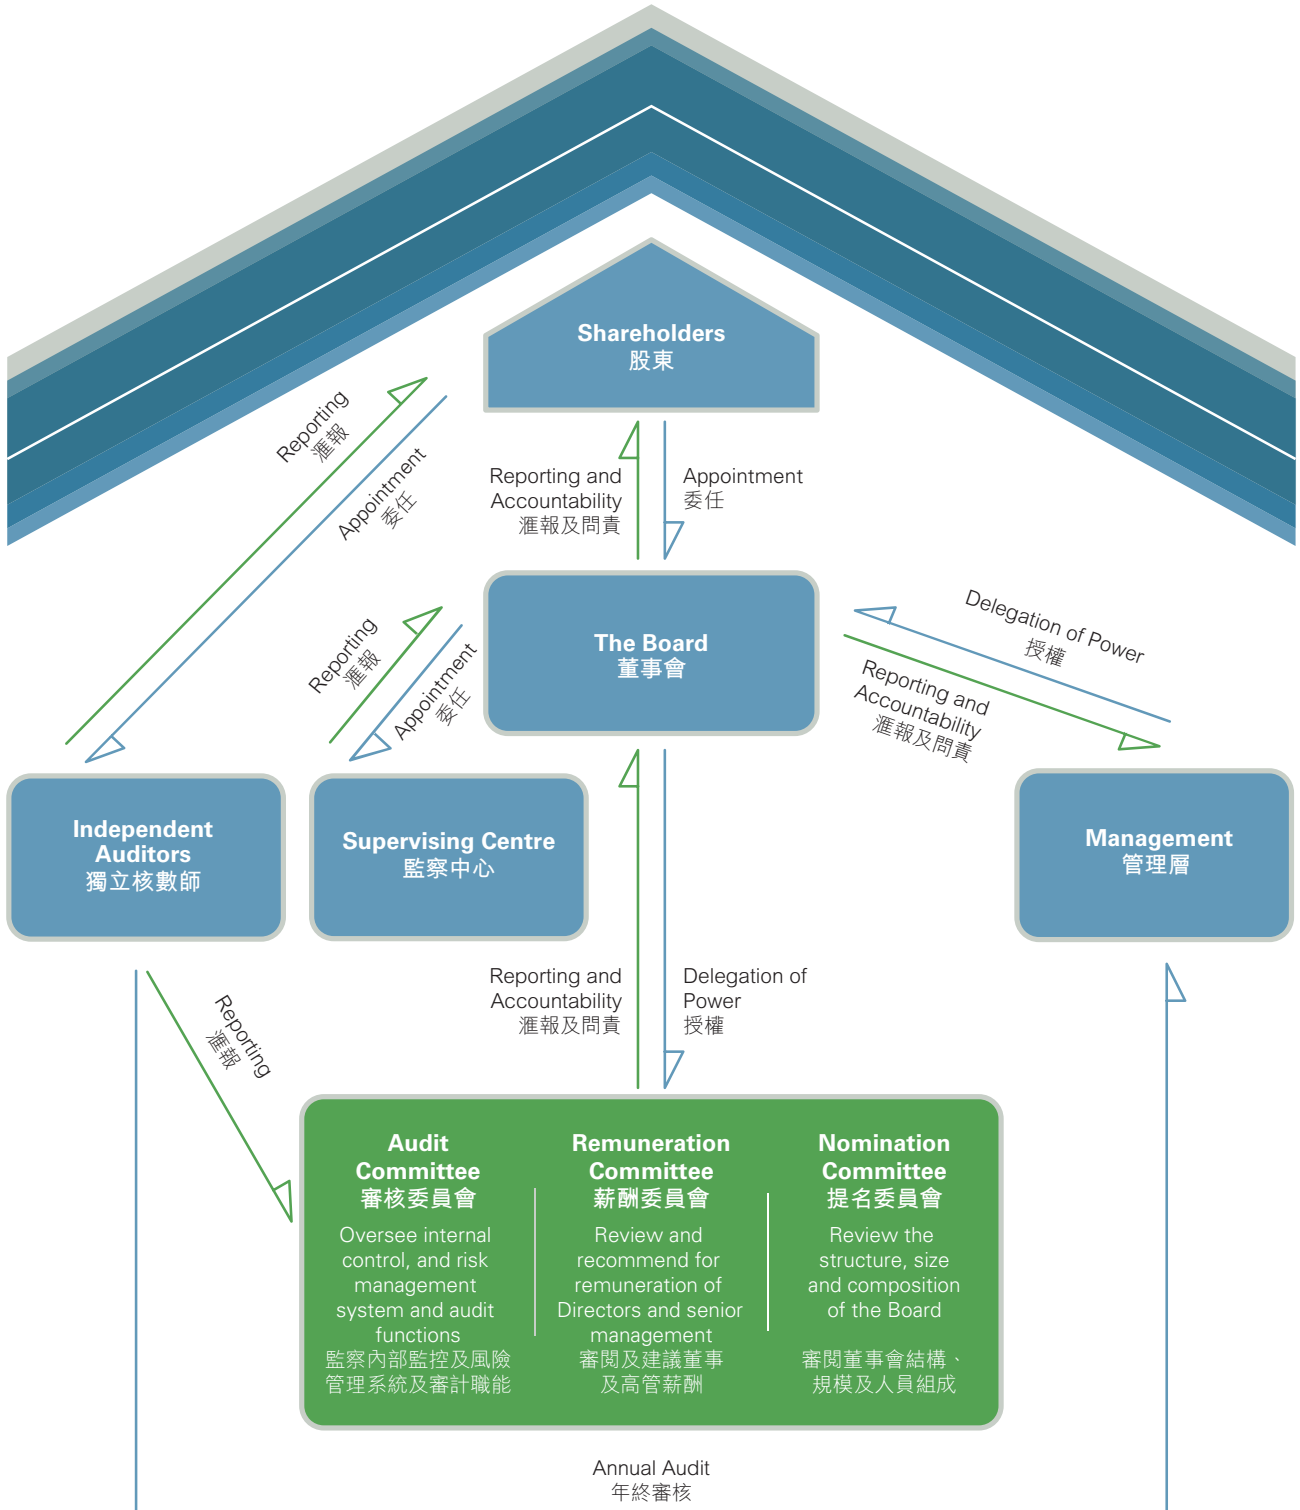 Shareholders
股東
Reporting
滙報
Appointment
委任
Reporting and
Accountability
滙報及問責
Appointment
委任
The Board
董事會
Reporting
滙報
Appointment
委任
Delegation of Power
授權
Reporting and
Accountability
滙報及問責
Independent
Auditors
獨立核數師
Supervising Centre
監察中心
Management
管理層
Reporting
滙報
Reporting and
Accountability
滙報及問責
Delegation of
Power
授權
Audit
Committee
審核委員會
Oversee internal
control, and risk
management
system and audit
functions
監察內部監控及風險
管理系統及審計職能
Remuneration
Committee
薪酬委員會
Review and
recommend for
remuneration of
Directors and senior
management
審閱及建議董事
及高管薪酬
Nomination
Committee
提名委員會
Review the
structure, size
and composition
of the Board
審閱董事會結構、
規模及人員組成
Annual Audit
年終審核